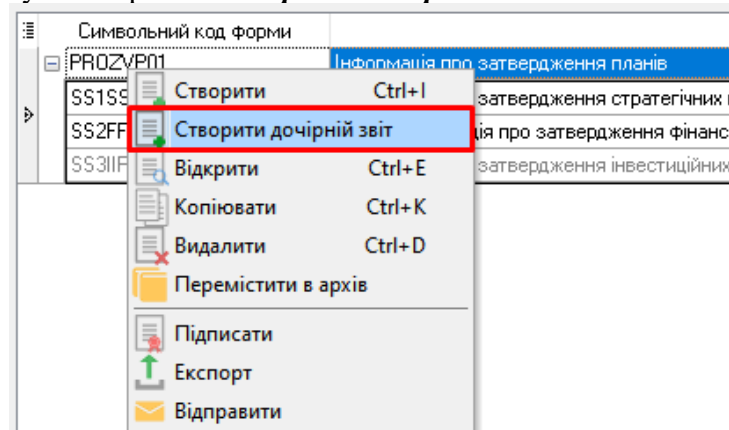 Символьний код форми
PROZVP01 Інформація про затвердження планів
SS1SS затвердження стратегічних
SS2FF про затвердження фінанс
SS3IIF затвердження інвестиційних
Створити Ctrl+I
Створити дочірній звіт
Відкрити Ctrl+E
Копіювати Ctrl+K
Видалити Ctrl+D
Перемістити в архів
Підписати
Експорт
Відправити